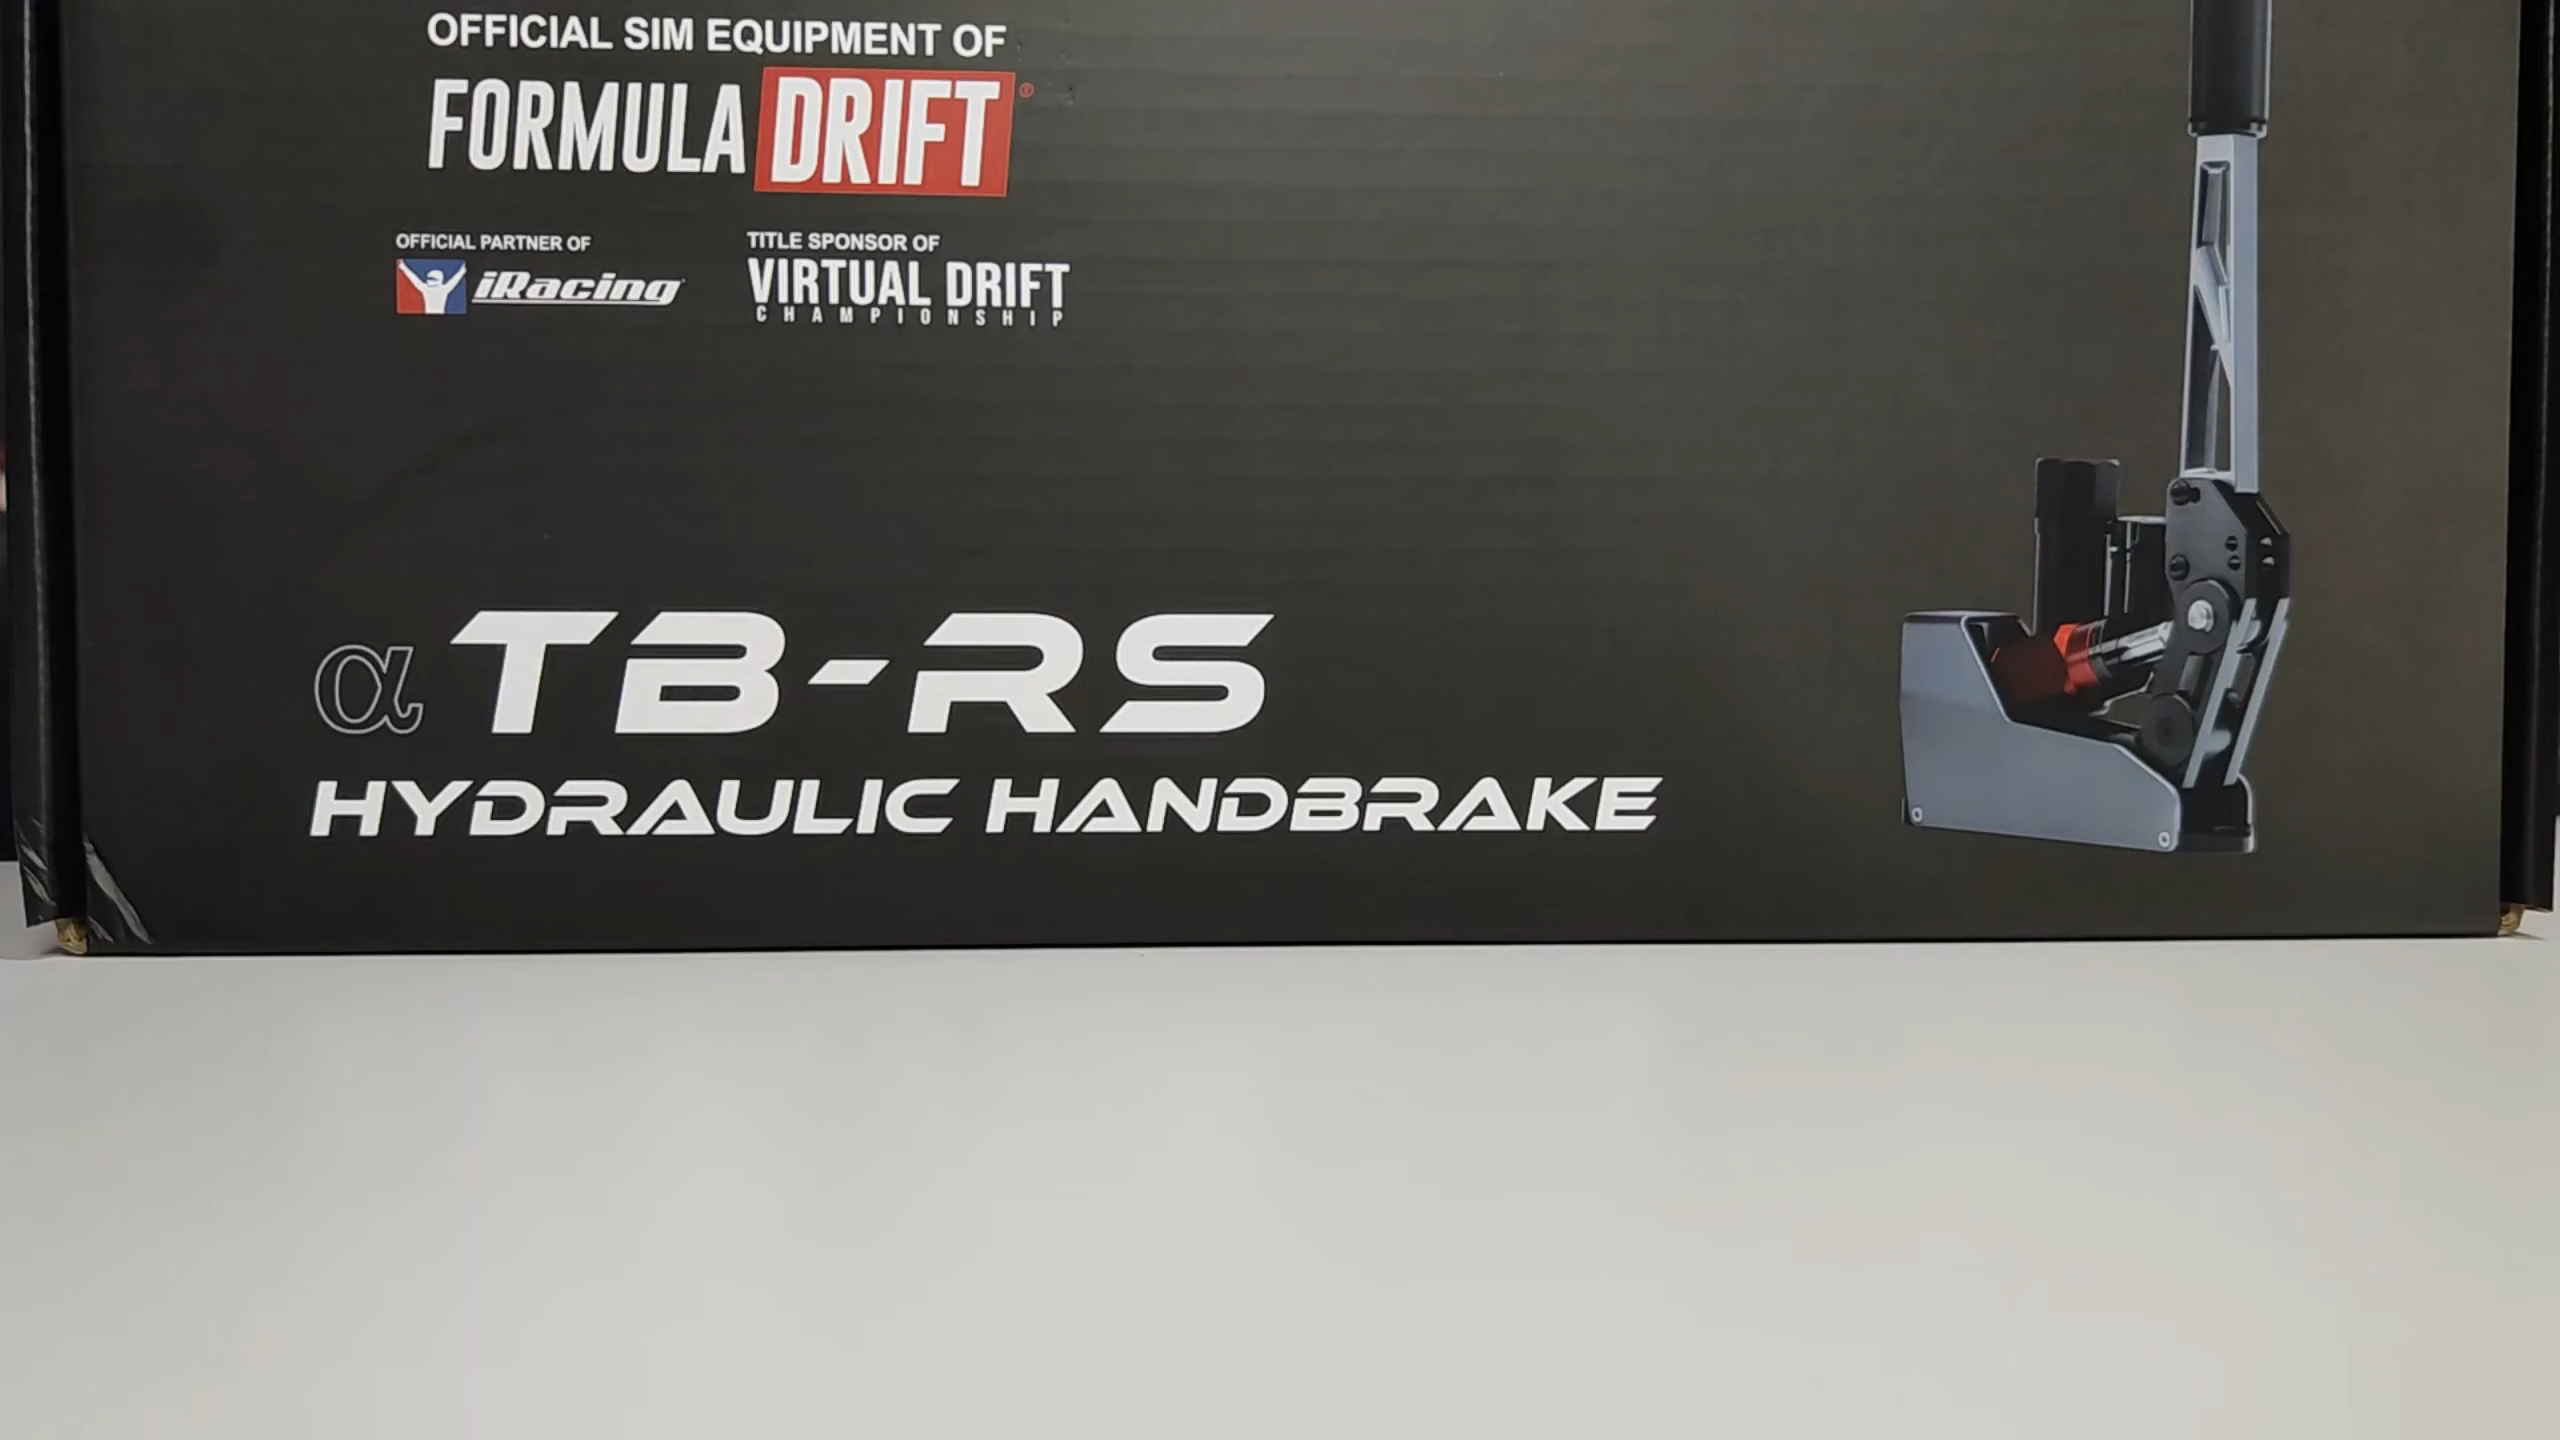 OFFICIAL SIM EQUIPMENT OF
FORMULA DRIFT®
OFFICIAL PARTNER OF
iRacing
TITLE SPONSOR OF
VIRTUAL DRIFT
CHAMPIONSHIP
α TB-RS
HYDRAULIC HANDBRAKE